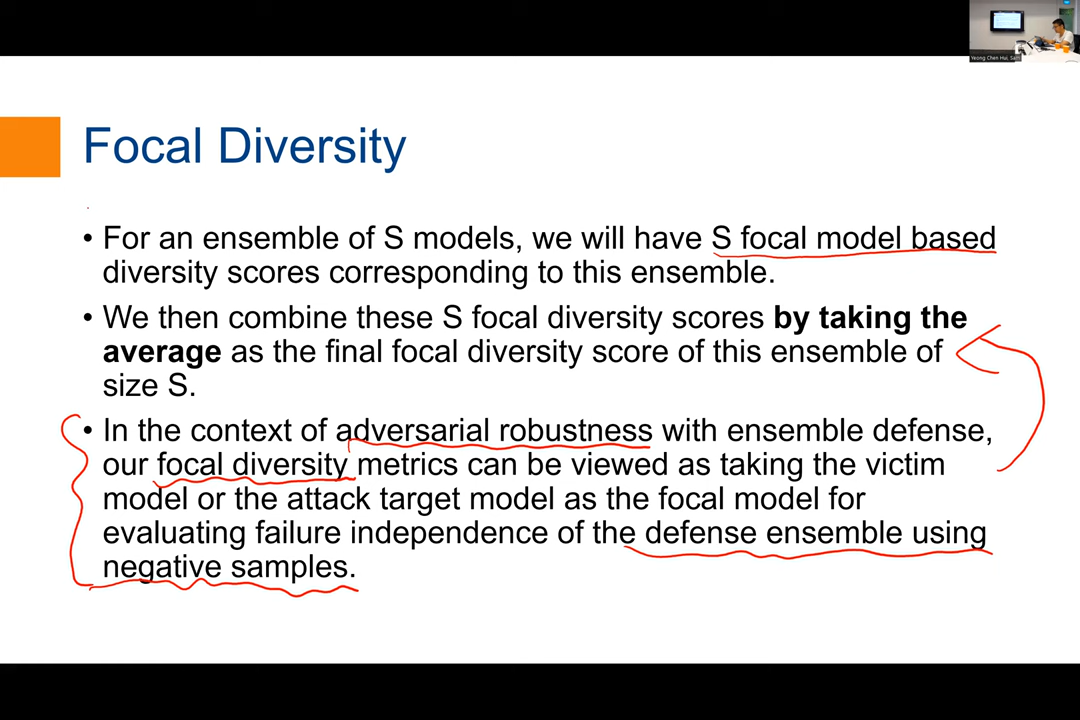 Yeong Chen Hui, Sam
Focal Diversity
• For an ensemble of S models, we will have S focal model based
diversity scores corresponding to this ensemble.
• We then combine these S focal diversity scores by taking the
average as the final focal diversity score of this ensemble of
size S.
• In the context of adversarial robustness with ensemble defense,
our focal diversity metrics can be viewed as taking the victim
model or the attack target model as the focal model for
evaluating failure independence of the defense ensemble using
negative samples.